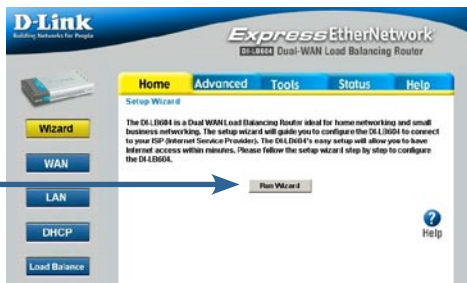 D-Link
Building Networks for People
ExpressEtherNetwork
DI-LB604 Dual-WAN Load Balancing Router
Home Advanced Tools Status Help
Setup Wizard
The DI-LB604 is a Dual WAN Load Balancing Router ideal for home networking and small
business networking. The setup wizard will guide you to configure the DI-LB604 to connect
to your ISP (Internet Service Provider). The DI-LB604's easy setup will allow you to have
Internet access within minutes. Please follow the setup wizard step by step to configure
the DI-LB604.
Run Wizard
Wizard
WAN
LAN
DHCP
Load Balance
Help